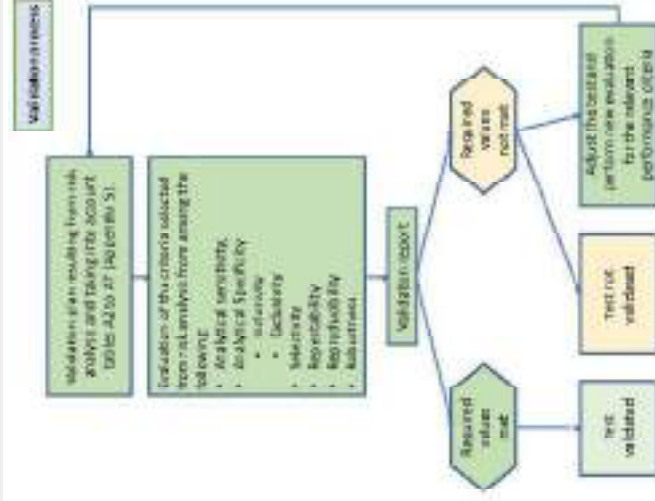 Validation process
Validation plan resulting from risk
analysis and taking into account
tables A2 to A7 (Appendix 5).
Evaluation of the criteria selected
from risk analysis from among the
following:
• Analytical sensitivity,
• Analytical Specificity
• Inclusivity
• Exclusivity
• Selectivity
• Repeatability
• Reproducibility
• Robustness
Validation report
Required
values
met
Required
values
not met
Test
validated
Test not
validated
Adjust the test and
perform new evaluation
for the relevant
performance criteria